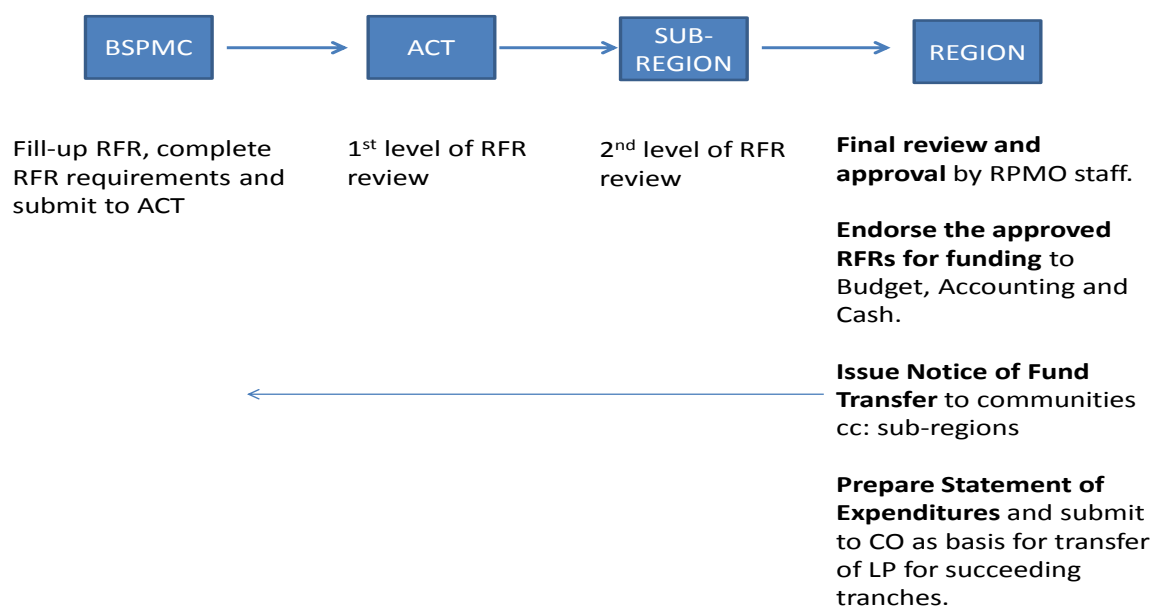 BSPMC
ACT
SUB-
REGION
REGION
Fill-up RFR, complete
RFR requirements and
submit to ACT
1st level of RFR
review
2nd level of RFR
review
Final review and
approval by RPMO staff.
Endorse the approved
RFRs for funding to
Budget, Accounting and
Cash.
Issue Notice of Fund
Transfer to communities
cc: sub-regions
Prepare Statement of
Expenditures and submit
to CO as basis for transfer
of LP for succeeding
tranches.